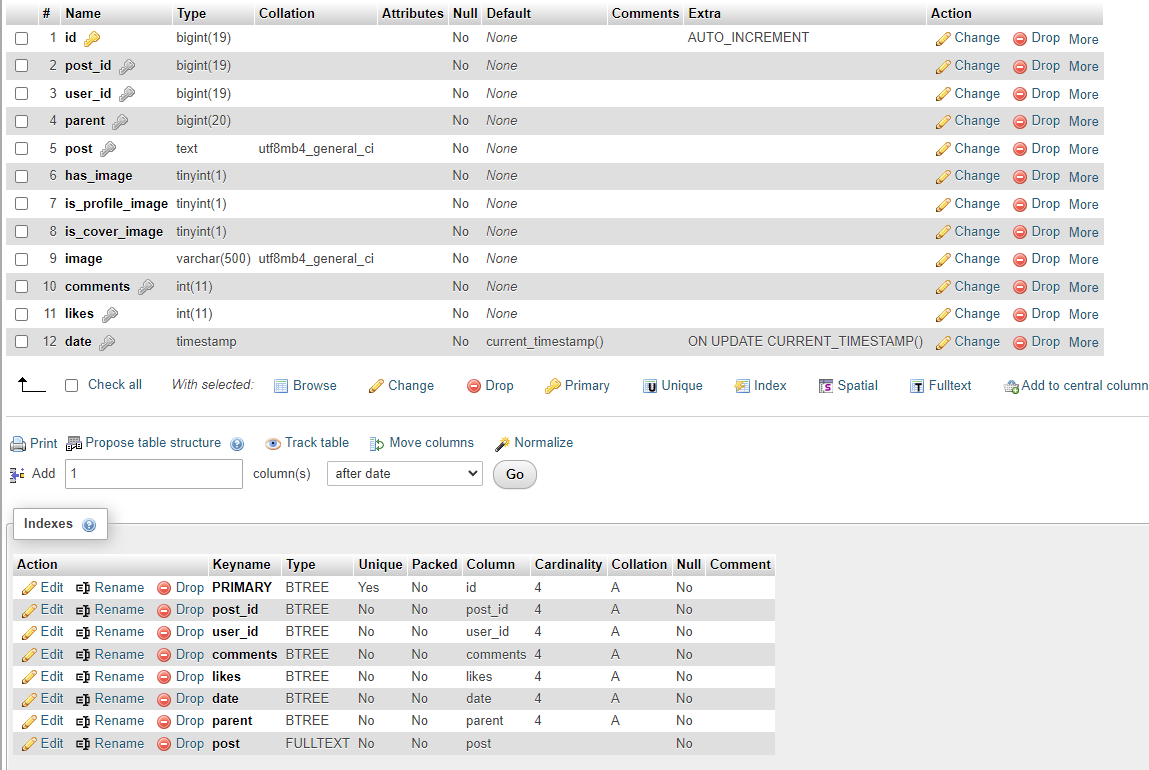 # Name Type Collation Attributes Null Default Comments Extra Action
1 id bigint(19) No None AUTO_INCREMENT Change Drop More
2 post_id bigint(19) No None Change Drop More
3 user_id bigint(19) No None Change Drop More
4 parent bigint(20) No None Change Drop More
5 post text utf8mb4_general_ci No None Change Drop More
6 has_image tinyint(1) No None Change Drop More
7 is_profile_image tinyint(1) No None Change Drop More
8 is_cover_image tinyint(1) No None Change Drop More
9 image varchar(500) utf8mb4_general_ci No None Change Drop More
10 comments int(11) No None Change Drop More
11 likes int(11) No None Change Drop More
12 date timestamp No current_timestamp() ON UPDATE CURRENT_TIMESTAMP() Change Drop More
Check all With selected: Browse Change Drop Primary Unique Index Spatial Fulltext Add to central column
Print Propose table structure Track table Move columns Normalize
Add 1 column(s) after date Go
Indexes
Action Keyname Type Unique Packed Column Cardinality Collation Null Comment
Edit Rename Drop PRIMARY BTREE Yes No id 4 A No
Edit Rename Drop post_id BTREE No No post_id 4 A No
Edit Rename Drop user_id BTREE No No user_id 4 A No
Edit Rename Drop comments BTREE No No comments 4 A No
Edit Rename Drop likes BTREE No No likes 4 A No
Edit Rename Drop date BTREE No No date 4 A No
Edit Rename Drop parent BTREE No No parent 4 A No
Edit Rename Drop post FULLTEXT No No post No